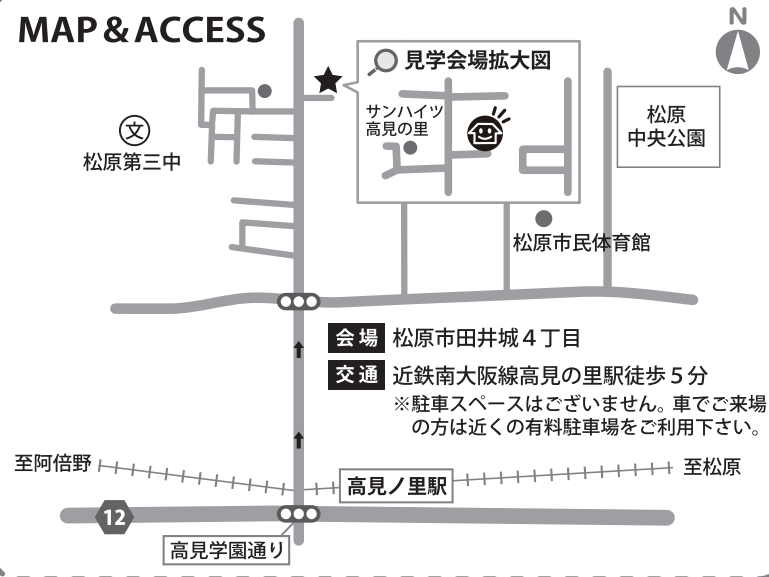 MAP & ACCESS
N
見学会場拡大図
サンハイツ
高見の里
松原
中央公園
文
松原第三中
松原市民体育館
会場 松原市田井城4丁目
交通 近鉄南大阪線高見の里駅徒歩5分
※駐車スペースはございません。車でご来場
の方は近くの有料駐車場をご利用下さい。
至阿倍野
至松原
高見ノ里駅
12
高見学園通り